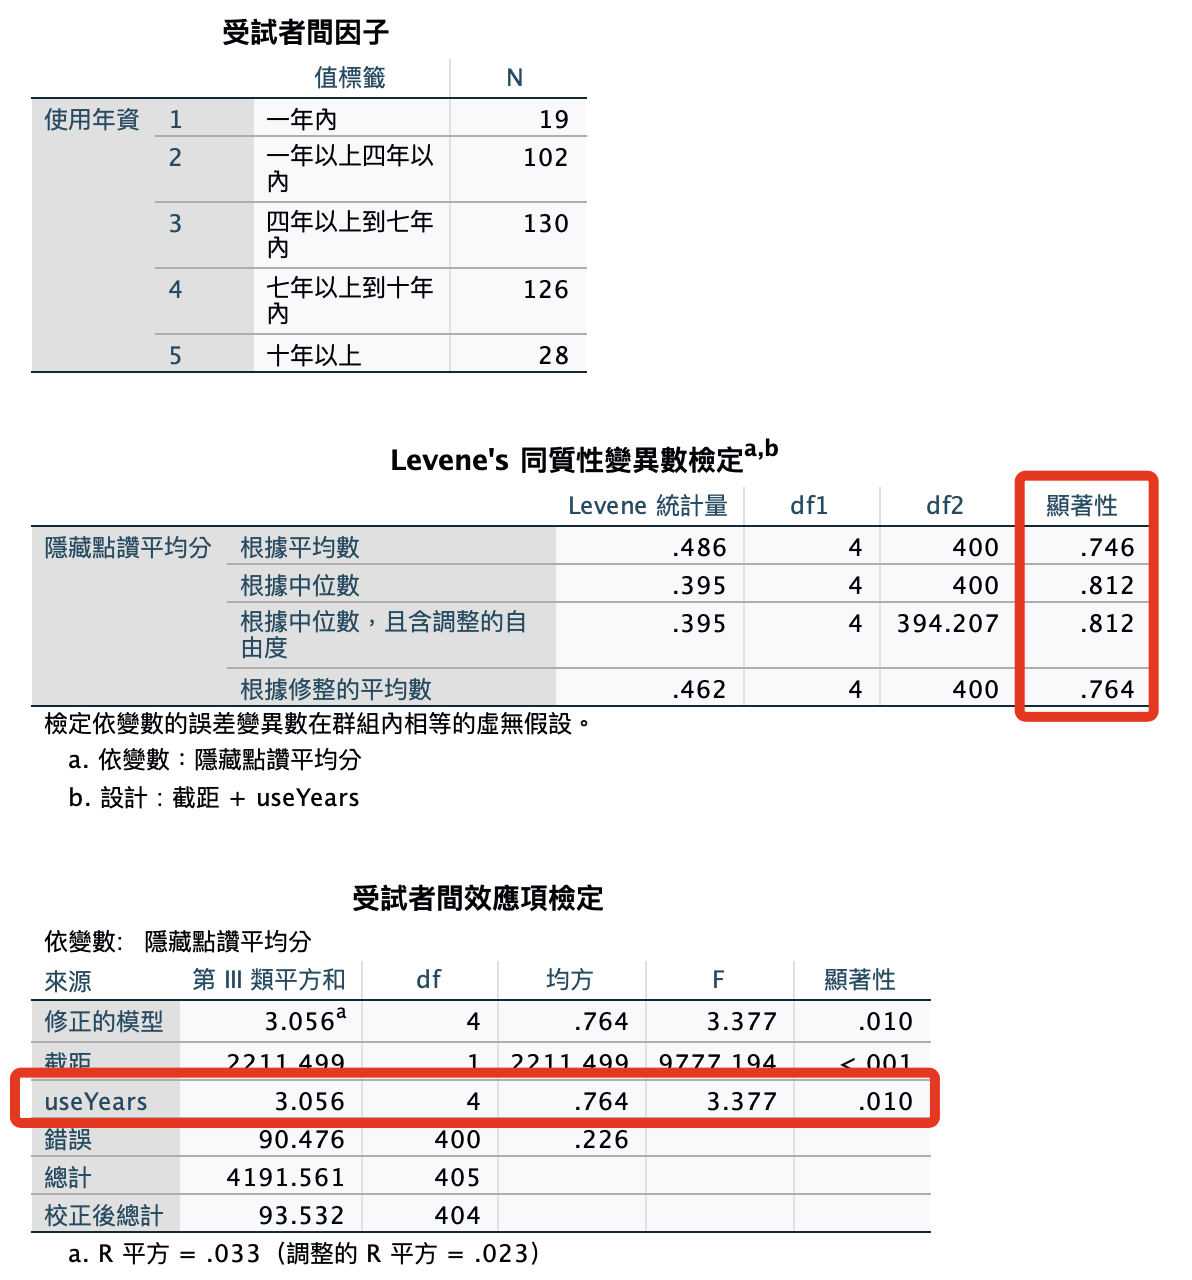 受試者間因子
值標籤 N
使用年資 1 一年內 19
2 一年以上四年以 102
內
3 四年以上到七年 130
內
4 七年以上到十年 126
內
5 十年以上 28
Levene's 同質性變異數檢定a,b
Levene 統計量 df1 df2 顯著性
隱藏點讚平均分 根據平均數 .486 4 400 .746
根據中位數 .395 4 400 .812
根據中位數，且含調整的自 .395 4 394.207 .812
由度
根據修整的平均數 .462 4 400 .764
檢定依變數的誤差變異數在群組內相等的虛無假設。
a. 依變數：隱藏點讚平均分
b. 設計：截距 + useYears
受試者間效應項檢定
依變數: 隱藏點讚平均分
來源 第 III 類平方和 df 均方 F 顯著性
修正的模型 3.056a 4 .764 3.377 .010
截距 2211.499 1 2211.499 9777.194 <.001
useYears 3.056 4 .764 3.377 .010
錯誤 90.476 400 .226
總計 4191.561 405
校正後總計 93.532 404
a. R 平方 = .033（調整的 R 平方 = .023）